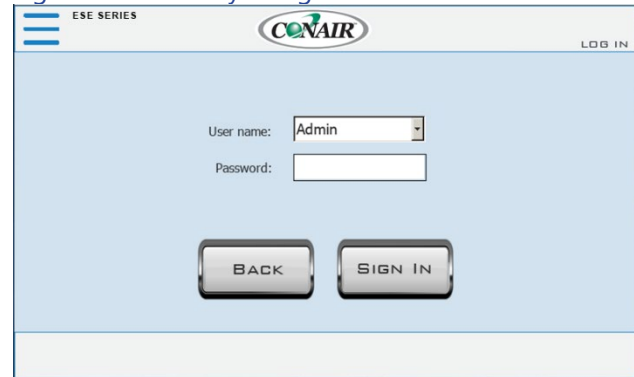 ESE SERIES
CONAIR
LOG IN
User name: Admin
Password:
BACK
SIGN IN